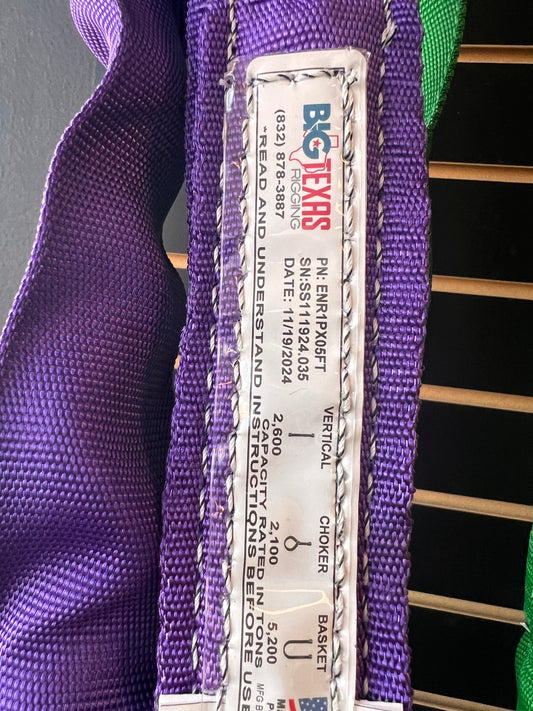 BIG TEXAS
RIGGING
(832) 878-3887
PN: ENR1PX05FT
SN:SS111924.035
DATE: 11/19/2024
VERTICAL CHOKER BASKET
2,600 2,100 5,200
CAPACITY RATED IN TONS
*READ AND UNDERSTAND INSTRUCTIONS BEFORE USE
MFG B